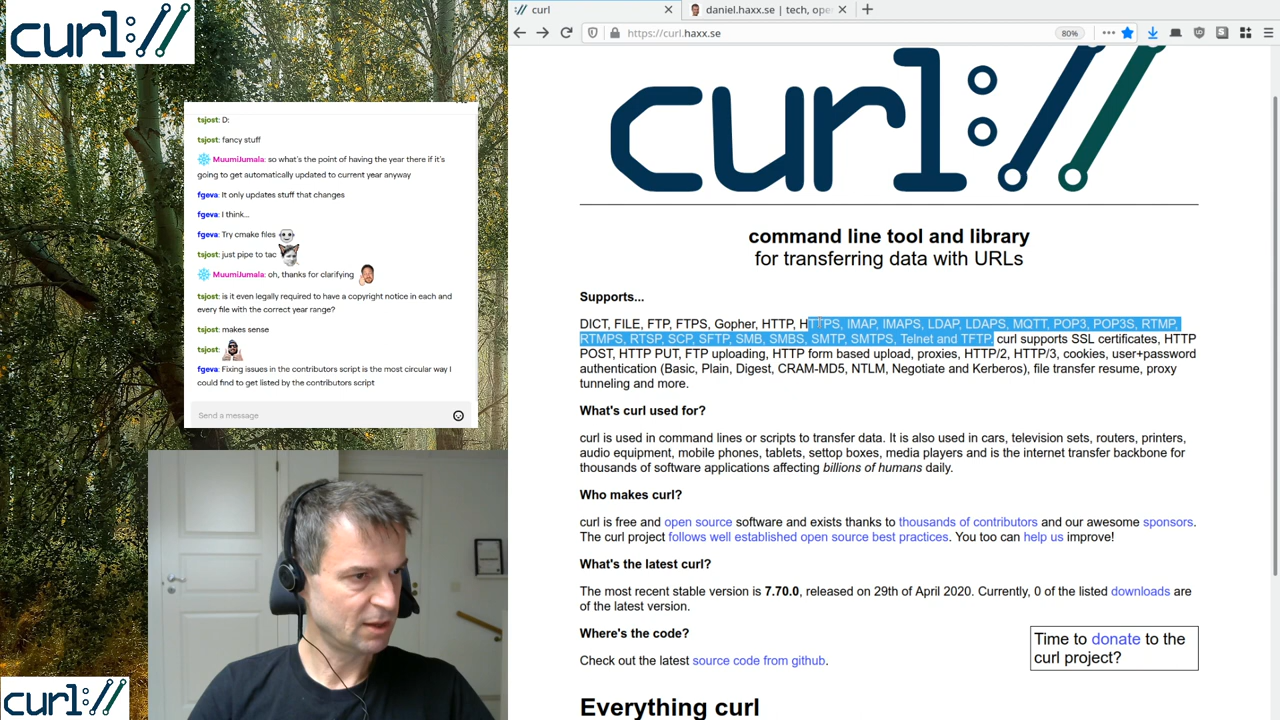 curl://
tsjost: D:
tsjost: fancy stuff
MuumiJumala: so what's the point of having the year there if it's
going to get automatically updated to current year anyway
fgeva: It only updates stuff that changes
fgeva: I think...
fgeva: Try cmake files
tsjost: just pipe to tac
MuumiJumala: oh, thanks for clarifying
tsjost: is it even legally required to have a copyright notice in each and
every file with the correct year range?
tsjost: makes sense
tsjost:
fgeva: Fixing issues in the contributors script is the most circular way I
could find to get listed by the contributors script
Send a message
curl://
curl
daniel.haxx.se | tech, ope
https://curl.haxx.se
80%
curl://
command line tool and library
for transferring data with URLs
Supports...
DICT, FILE, FTP, FTPS, Gopher, HTTP, HTTPS, IMAP, IMAPS, LDAP, LDAPS, MQTT, POP3, POP3S, RTMP,
RTMPS, RTSP, SCP, SFTP, SMB, SMBS, SMTP, SMTPS, Telnet and TFTP. curl supports SSL certificates, HTTP
POST, HTTP PUT, FTP uploading, HTTP form based upload, proxies, HTTP/2, HTTP/3, cookies, user+password
authentication (Basic, Plain, Digest, CRAM-MD5, NTLM, Negotiate and Kerberos), file transfer resume, proxy
tunneling and more.
What's curl used for?
curl is used in command lines or scripts to transfer data. It is also used in cars, television sets, routers, printers,
audio equipment, mobile phones, tablets, settop boxes, media players and is the internet transfer backbone for
thousands of software applications affecting billions of humans daily.
Who makes curl?
curl is free and open source software and exists thanks to thousands of contributors and our awesome sponsors.
The curl project follows well established open source best practices. You too can help us improve!
What's the latest curl?
The most recent stable version is 7.70.0, released on 29th of April 2020. Currently, 0 of the listed downloads are
of the latest version.
Where's the code?
Check out the latest source code from github.
Time to donate to the
curl project?
Everything curl